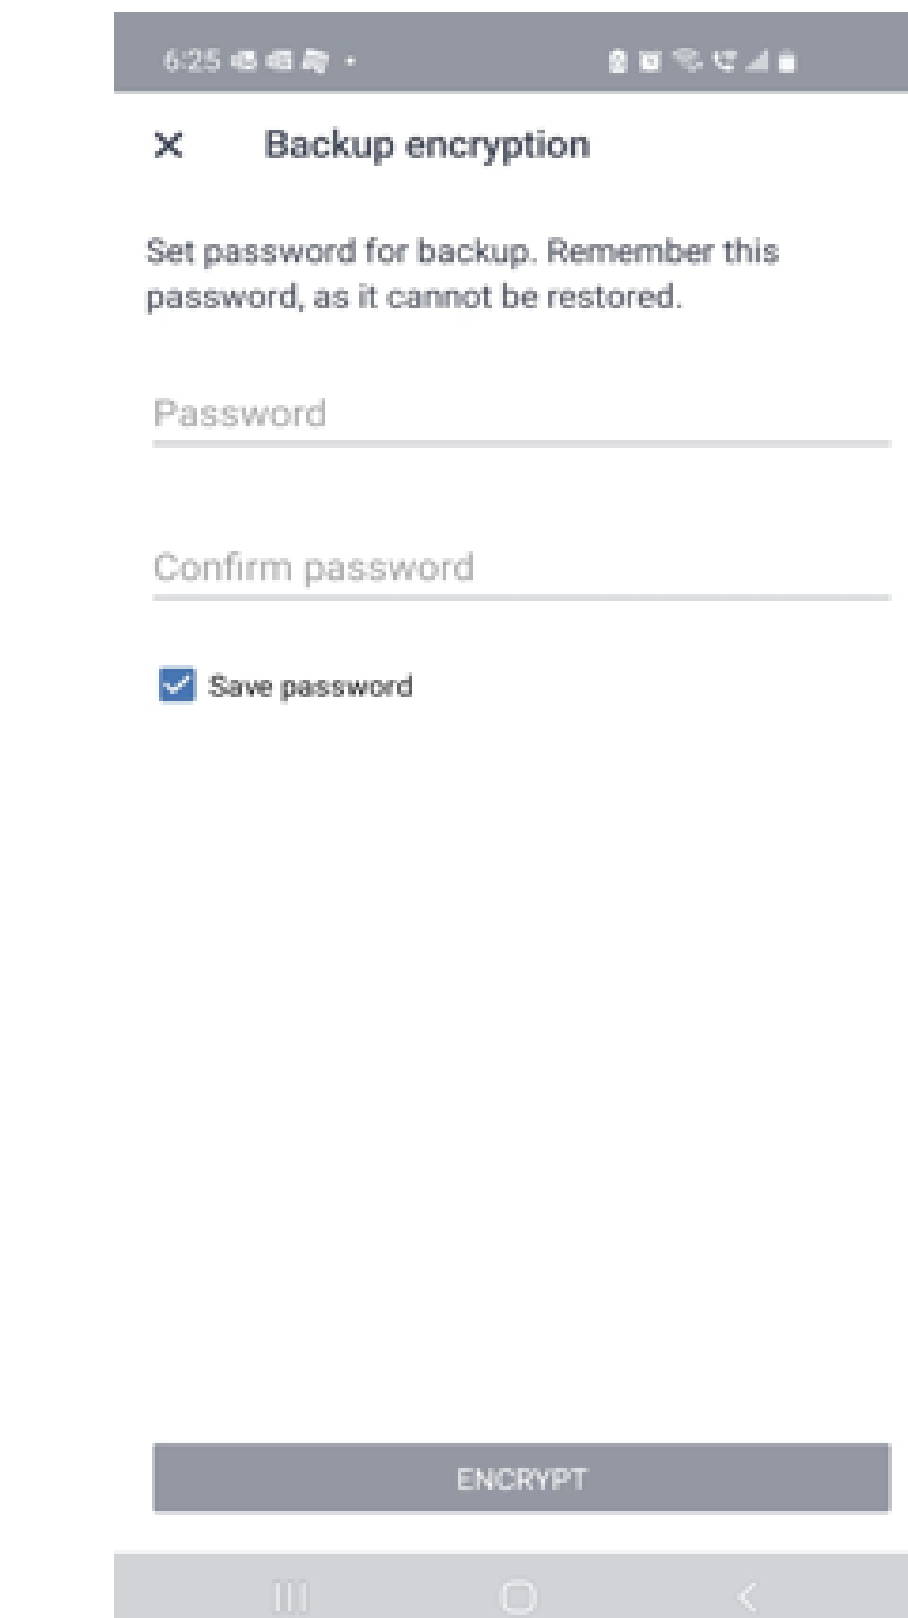 6:25
Backup encryption
Set password for backup. Remember this
password, as it cannot be restored.
Password
Confirm password
Save password
ENCRYPT